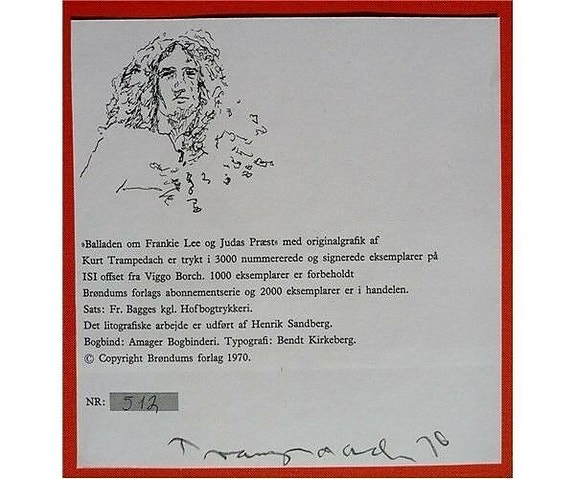 »Balladen om Frankie Lee og Judas Præst« med originalgrafik af
Kurt Trampedach er trykt i 3000 nummererede og signerede eksemplarer på
ISI offset fra Viggo Borch. 1000 eksemplarer er forbeholdt
Brøndums forlags abonnementserie og 2000 eksemplarer er i handelen.
Sats: Fr. Bagges kgl. Hofbogtrykkeri.
Det litografiske arbejde er udført af Henrik Sandberg.
Bogbind: Amager Bogbinderi. Typografi: Bendt Kirkeberg.
© Copyright Brøndums forlag 1970.
NR: 512
Trampedach 70